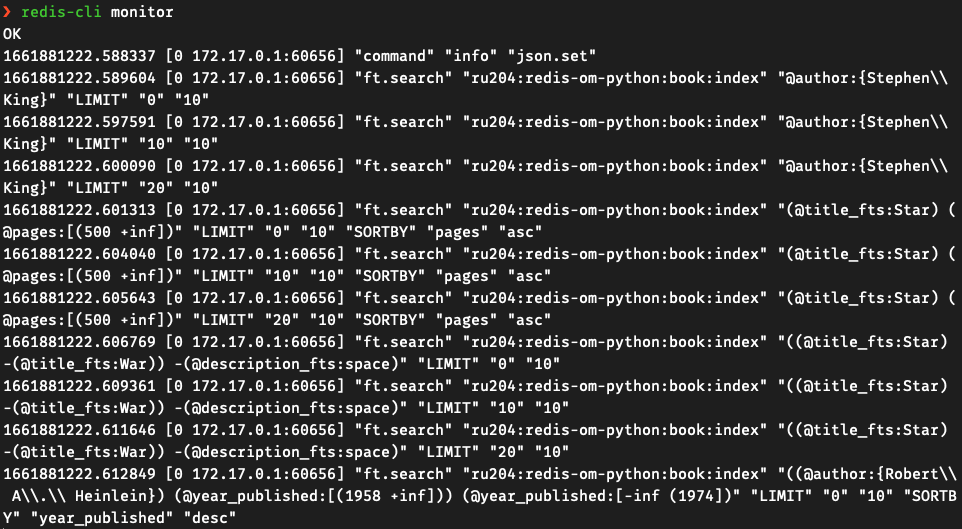 ❯ redis-cli monitor
OK
1661881222.588337 [0 172.17.0.1:60656] "command" "info" "json.set"
1661881222.589604 [0 172.17.0.1:60656] "ft.search" "ru204:redis-om-python:book:index" "@author:{Stephen\\
King}" "LIMIT" "0" "10"
1661881222.597591 [0 172.17.0.1:60656] "ft.search" "ru204:redis-om-python:book:index" "@author:{Stephen\\
King}" "LIMIT" "10" "10"
1661881222.600090 [0 172.17.0.1:60656] "ft.search" "ru204:redis-om-python:book:index" "@author:{Stephen\\
King}" "LIMIT" "20" "10"
1661881222.601313 [0 172.17.0.1:60656] "ft.search" "ru204:redis-om-python:book:index" "(@title_fts:Star) (
@pages:[(500 +inf])" "LIMIT" "0" "10" "SORTBY" "pages" "asc"
1661881222.604040 [0 172.17.0.1:60656] "ft.search" "ru204:redis-om-python:book:index" "(@title_fts:Star) (
@pages:[(500 +inf])" "LIMIT" "10" "10" "SORTBY" "pages" "asc"
1661881222.605643 [0 172.17.0.1:60656] "ft.search" "ru204:redis-om-python:book:index" "(@title_fts:Star) (
@pages:[(500 +inf])" "LIMIT" "20" "10" "SORTBY" "pages" "asc"
1661881222.606769 [0 172.17.0.1:60656] "ft.search" "ru204:redis-om-python:book:index" "((@title_fts:Star)
-(@title_fts:War)) -(@description_fts:space)" "LIMIT" "0" "10"
1661881222.609361 [0 172.17.0.1:60656] "ft.search" "ru204:redis-om-python:book:index" "((@title_fts:Star)
-(@title_fts:War)) -(@description_fts:space)" "LIMIT" "10" "10"
1661881222.611646 [0 172.17.0.1:60656] "ft.search" "ru204:redis-om-python:book:index" "((@title_fts:Star)
-(@title_fts:War)) -(@description_fts:space)" "LIMIT" "20" "10"
1661881222.612849 [0 172.17.0.1:60656] "ft.search" "ru204:redis-om-python:book:index" "((@author:{Robert\\
 A\\.\\ Heinlein}) (@year_published:[(1958 +inf])) (@year_published:[-inf (1974])" "LIMIT" "0" "10" "SORTB
Y" "year_published" "desc"